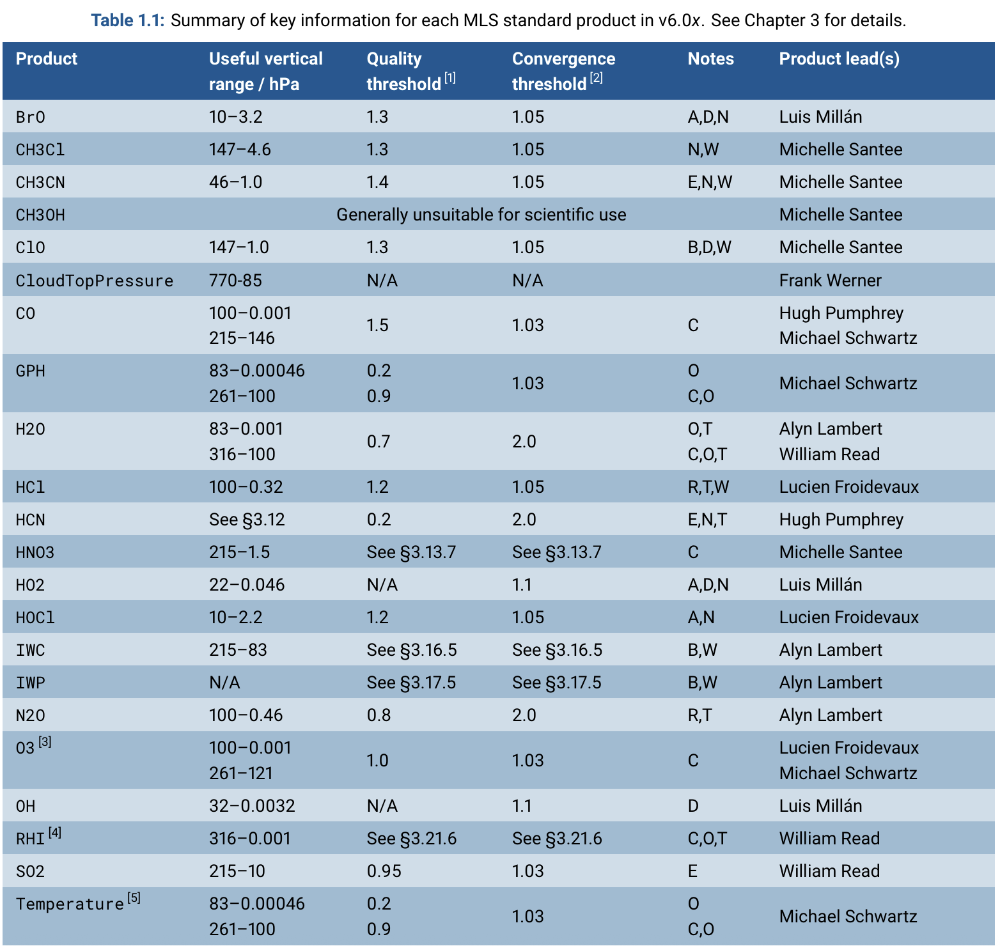 Table 1.1: Summary of key information for each MLS standard product in v6.0x. See Chapter 3 for details.
Product Useful vertical range / hPa Quality threshold [1] Convergence threshold [2] Notes Product lead(s)
BrO 10–3.2 1.3 1.05 A,D,N Luis Millán
CH3Cl 147–4.6 1.3 1.05 N,W Michelle Santee
CH3CN 46–1.0 1.4 1.05 E,N,W Michelle Santee
CH3OH Generally unsuitable for scientific use Michelle Santee
ClO 147–1.0 1.3 1.05 B,D,W Michelle Santee
CloudTopPressure 770-85 N/A N/A Frank Werner
CO 100–0.001 1.5 1.03 C Hugh Pumphrey
215–146 Michael Schwartz
GPH 83–0.00046 0.2 1.03 O Michael Schwartz
261–100 0.9 C,O
H2O 83–0.001 0.7 2.0 O,T Alyn Lambert
316–100 C,O,T William Read
HCl 100–0.32 1.2 1.05 R,T,W Lucien Froidevaux
HCN See §3.12 0.2 2.0 E,N,T Hugh Pumphrey
HNO3 215–1.5 See §3.13.7 See §3.13.7 C Michelle Santee
HO2 22–0.046 N/A 1.1 A,D,N Luis Millán
HOCl 10–2.2 1.2 1.05 A,N Lucien Froidevaux
IWC 215–83 See §3.16.5 See §3.16.5 B,W Alyn Lambert
IWP N/A See §3.17.5 See §3.17.5 B,W Alyn Lambert
N2O 100–0.46 0.8 2.0 R,T Alyn Lambert
O3 [3] 100–0.001 1.0 1.03 C Lucien Froidevaux
261–121 Michael Schwartz
OH 32–0.0032 N/A 1.1 D Luis Millán
RHI [4] 316–0.001 See §3.21.6 See §3.21.6 C,O,T William Read
SO2 215–10 0.95 1.03 E William Read
Temperature [5] 83–0.00046 0.2 1.03 O Michael Schwartz
261–100 0.9 C,O